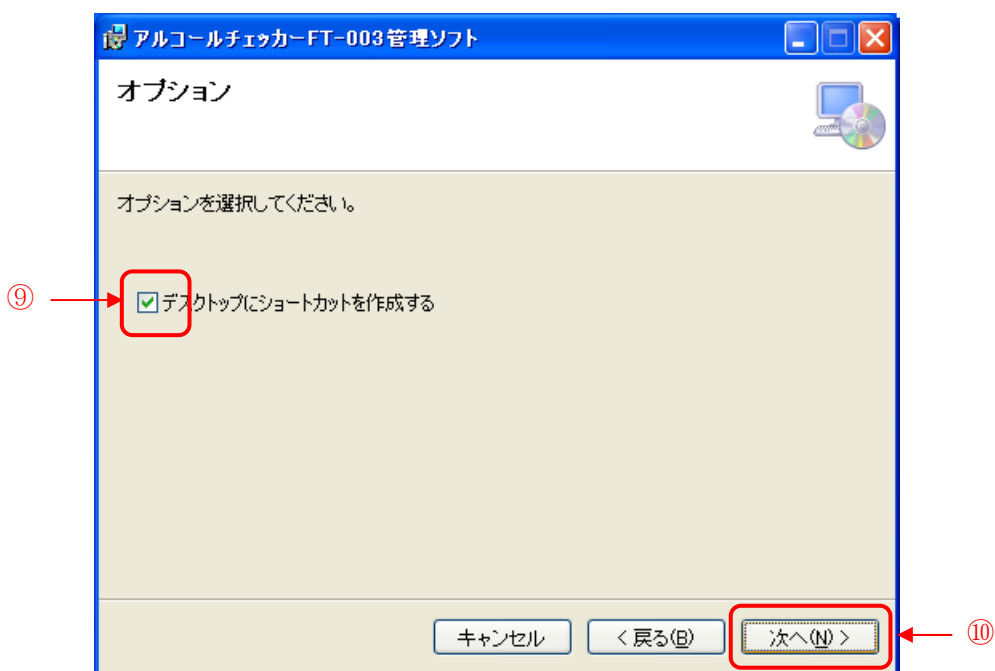 アルコールチェッカーFT-003管理ソフト
オプション
オプションを選択してください。
⑨
デスクトップにショートカットを作成する
キャンセル
< 戻る(B)
次へ(N) >
⑩